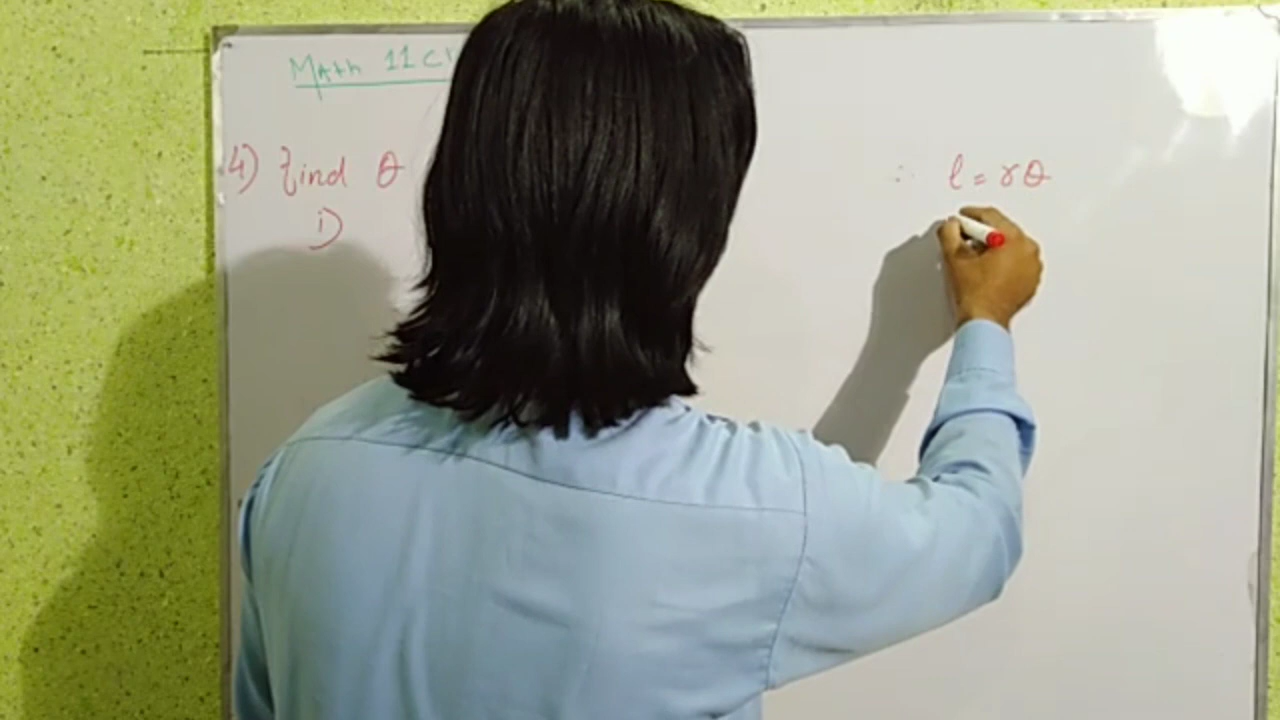 Math 11
4) find θ
i)
∴ l = rθ